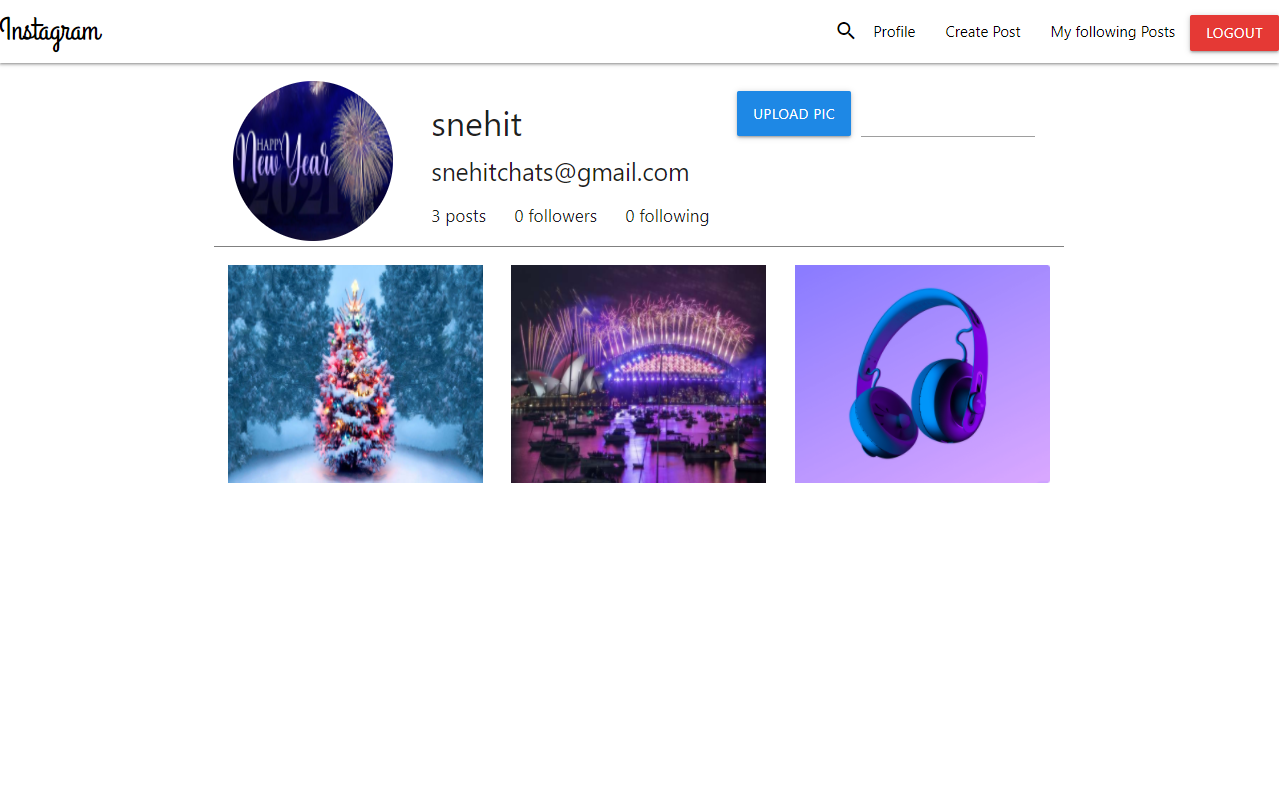 Instagram
Profile
Create Post
My following Posts
LOGOUT
HAPPY
New Year
2021
snehit
snehitchats@gmail.com
3 posts
0 followers
0 following
UPLOAD PIC